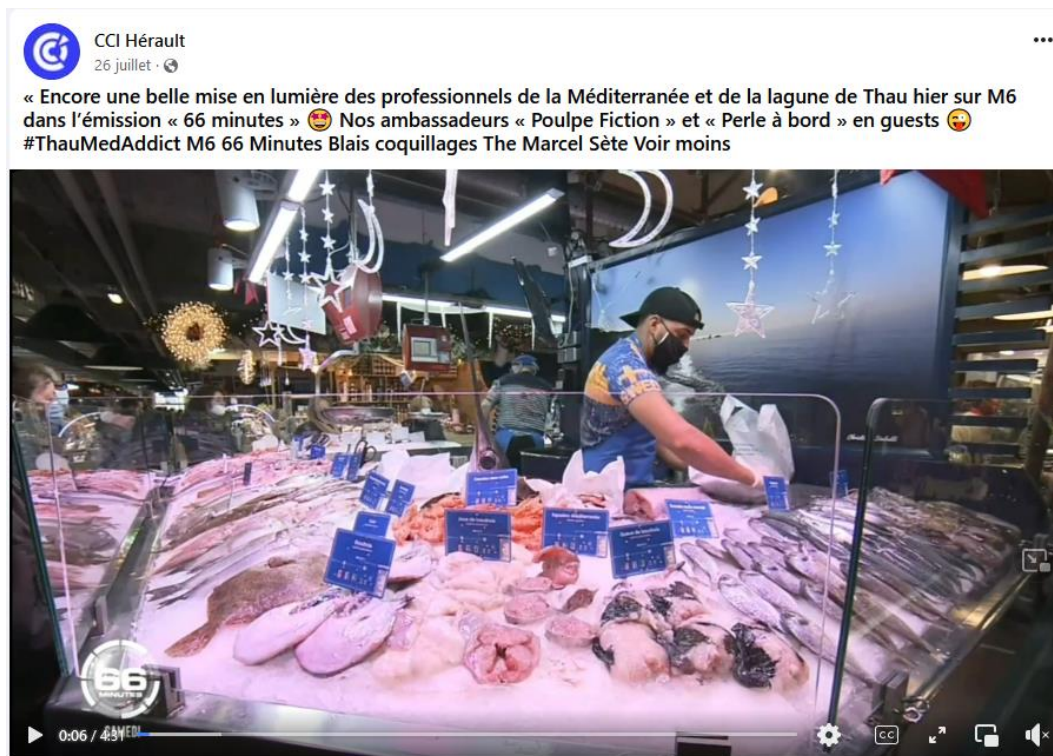 CCI Hérault
26 juillet ·
« Encore une belle mise en lumière des professionnels de la Méditerranée et de la lagune de Thau hier sur M6
dans l’émission « 66 minutes » 🤩 Nos ambassadeurs « Poulpe Fiction » et « Perle à bord » en guests 😜
#ThauMedAddict M6 66 Minutes Blais coquillages The Marcel Sète Voir moins
66
MINUTES
SAMEDI
0:06 / 4:31
CC